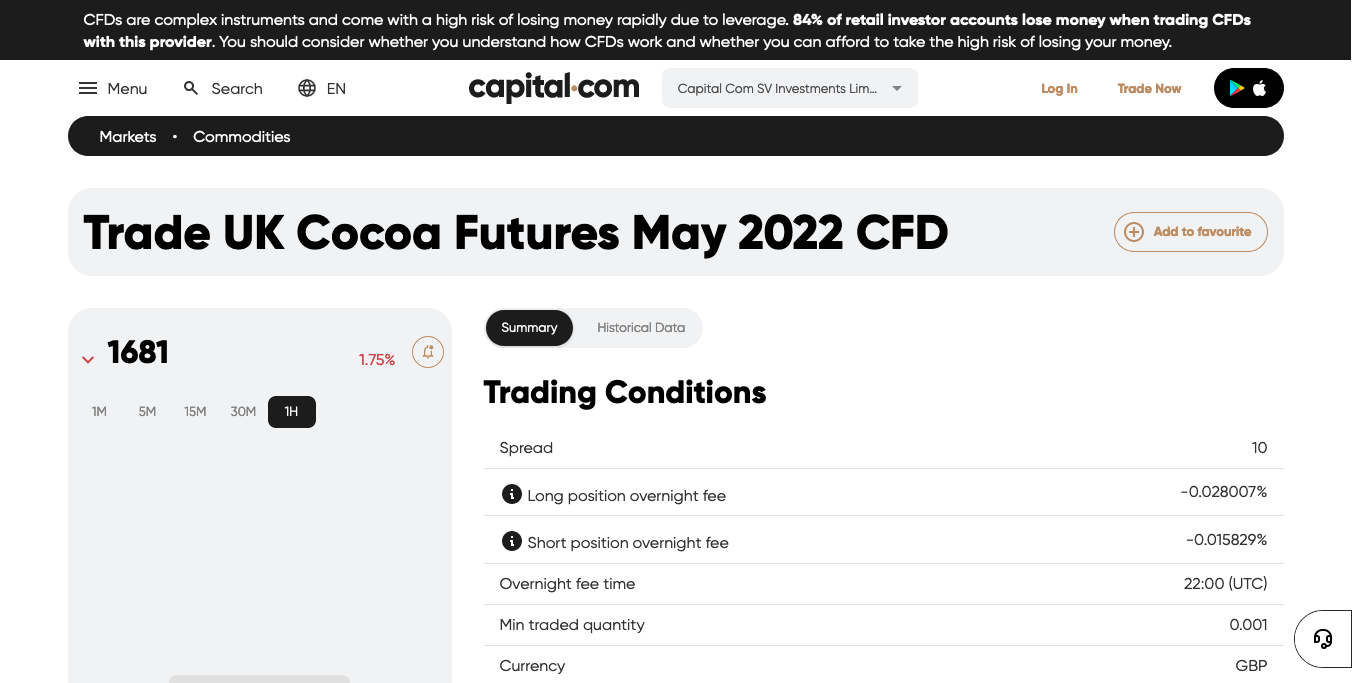 CFDs are complex instruments and come with a high risk of losing money rapidly due to leverage. 84% of retail investor accounts lose money when trading CFDs
with this provider. You should consider whether you understand how CFDs work and whether you can afford to take the high risk of losing your money.
Menu Search EN capital.com Capital Com SV Investments Lim... Log In Trade Now
Markets • Commodities
Trade UK Cocoa Futures May 2022 CFD Add to favourite
Summary Historical Data
1681 1.75%
Trading Conditions
1M 5M 15M 30M 1H
Spread 10
Long position overnight fee -0.028007%
Short position overnight fee -0.015829%
Overnight fee time 22:00 (UTC)
Min traded quantity 0.001
Currency GBP